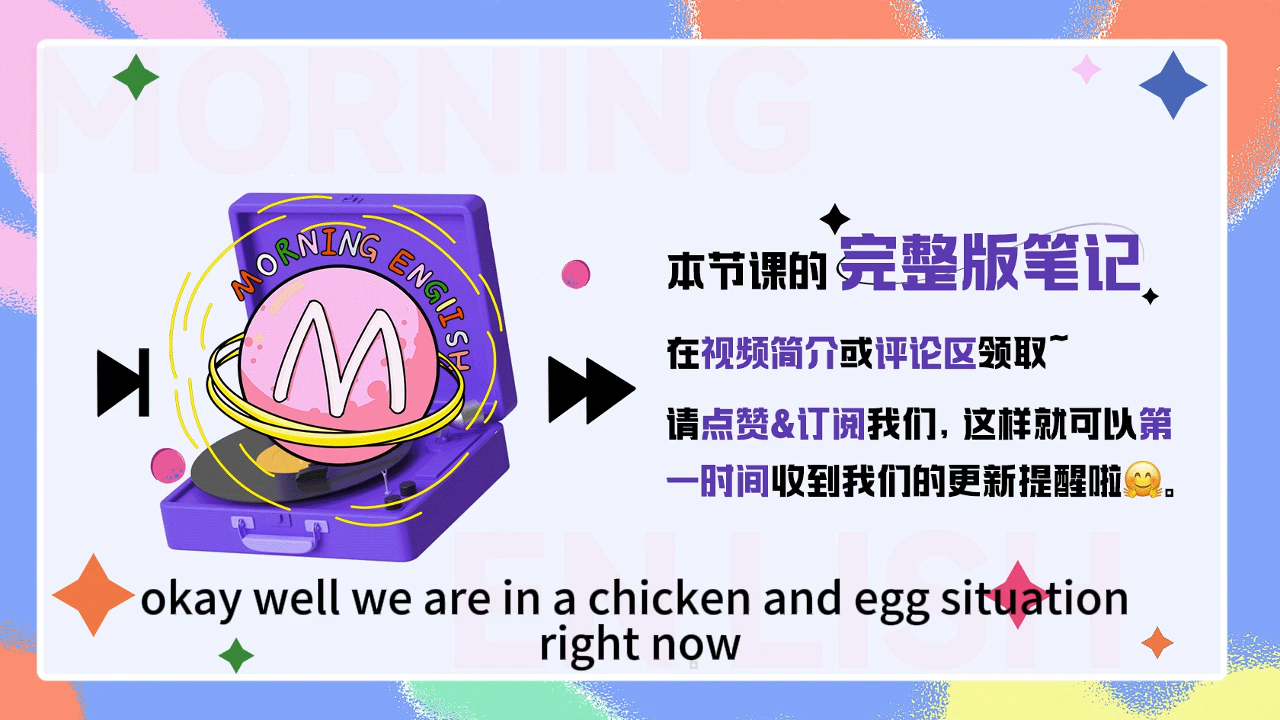 MORNING
MORNING ENGlISH
M
本节课的 完整版笔记
在视频简介或评论区领取~
请点赞&订阅我们, 这样就可以第
一时间收到我们的更新提醒啦🤗。
EN LISH
okay well we are in a chicken and egg situation
right now